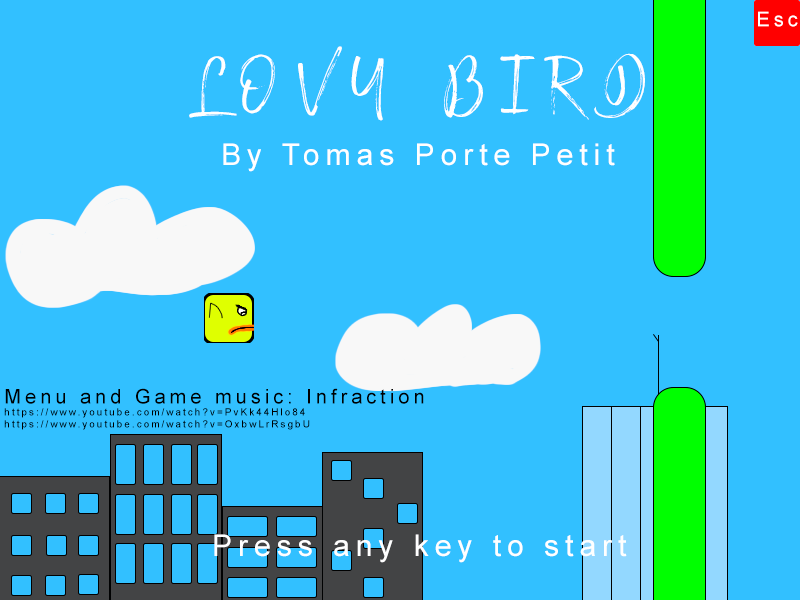 Esc
LOVY BIRD
By Tomas Porte Petit
Menu and Game music: Infraction
https://www.youtube.com/watch?v=PvKk44HIo84
https://www.youtube.com/watch?v=OxbwLrRsgbU
Press any key to start